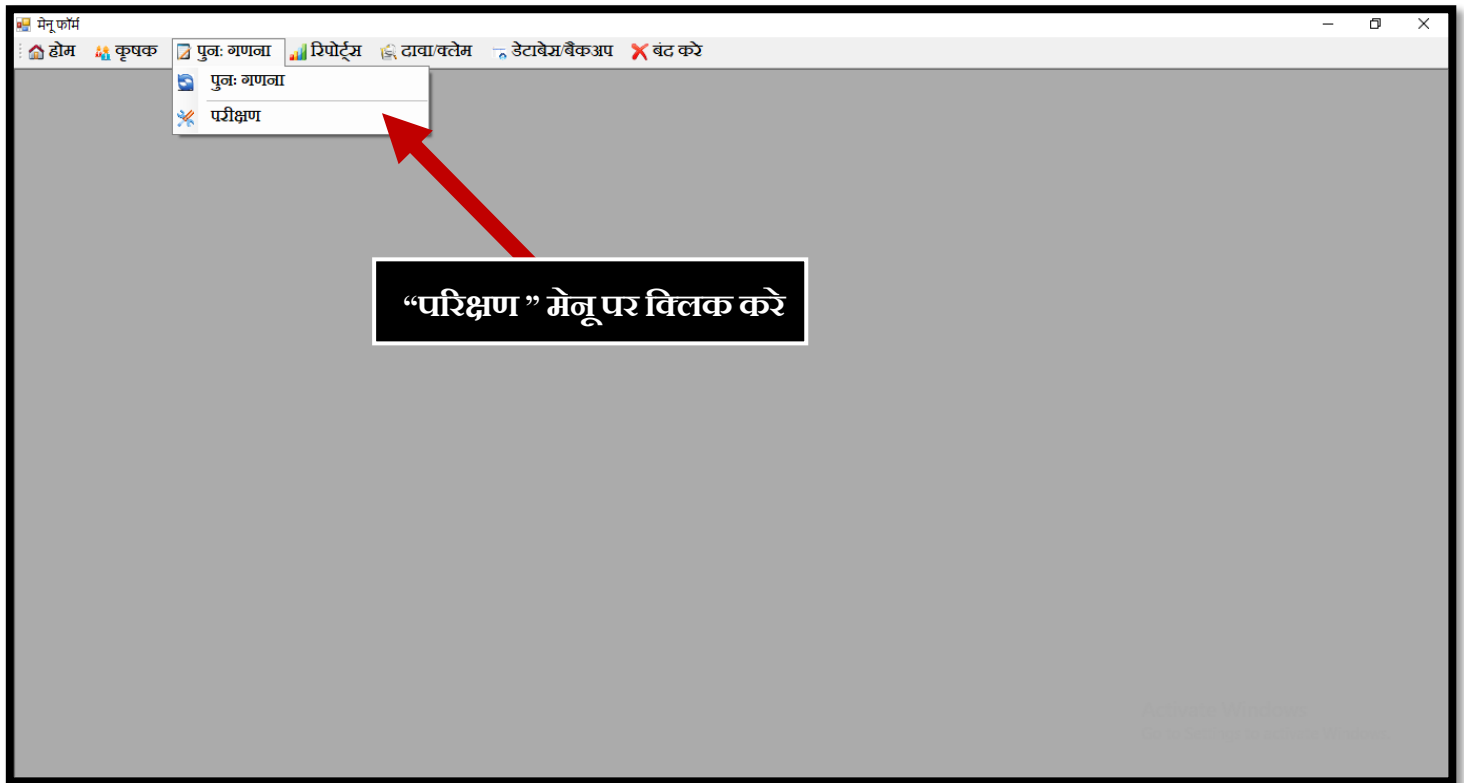 मेनू फॉर्म
होम कृषक पुनः गणना रिपोर्ट्स दावा/क्लेम डेटाबेस/बैकअप बंद करे
पुनः गणना
परीक्षण
“परिक्षण ” मेनू पर क्लिक करे